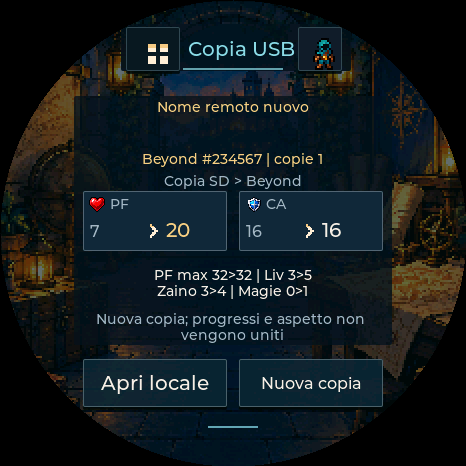 Copia USB
Nome remoto nuovo
Beyond #234567 | copie 1
Copia SD > Beyond
PF
7 > 20
CA
16 > 16
PF max 32>32 | Liv 3>5
Zaino 3>4 | Magie 0>1
Nuova copia; progressi e aspetto non
vengono uniti
Apri locale
Nuova copia